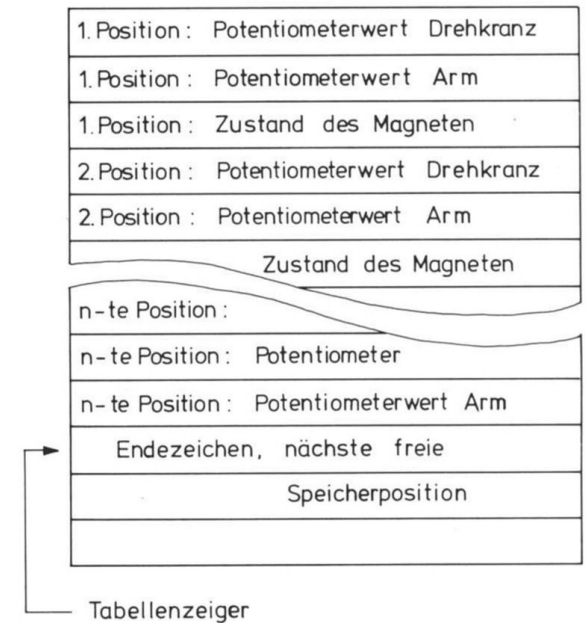 1. Position : Potentiometerwert Drehkranz
1. Position : Potentiometerwert Arm
1. Position : Zustand des Magneten
2. Position : Potentiometerwert Drehkranz
2. Position : Potentiometerwert Arm
Zustand des Magneten
n-te Position :
n-te Position : Potentiometer
n-te Position : Potentiometerwert Arm
Endezeichen, nächste freie
Speicherposition
Tabellenzeiger